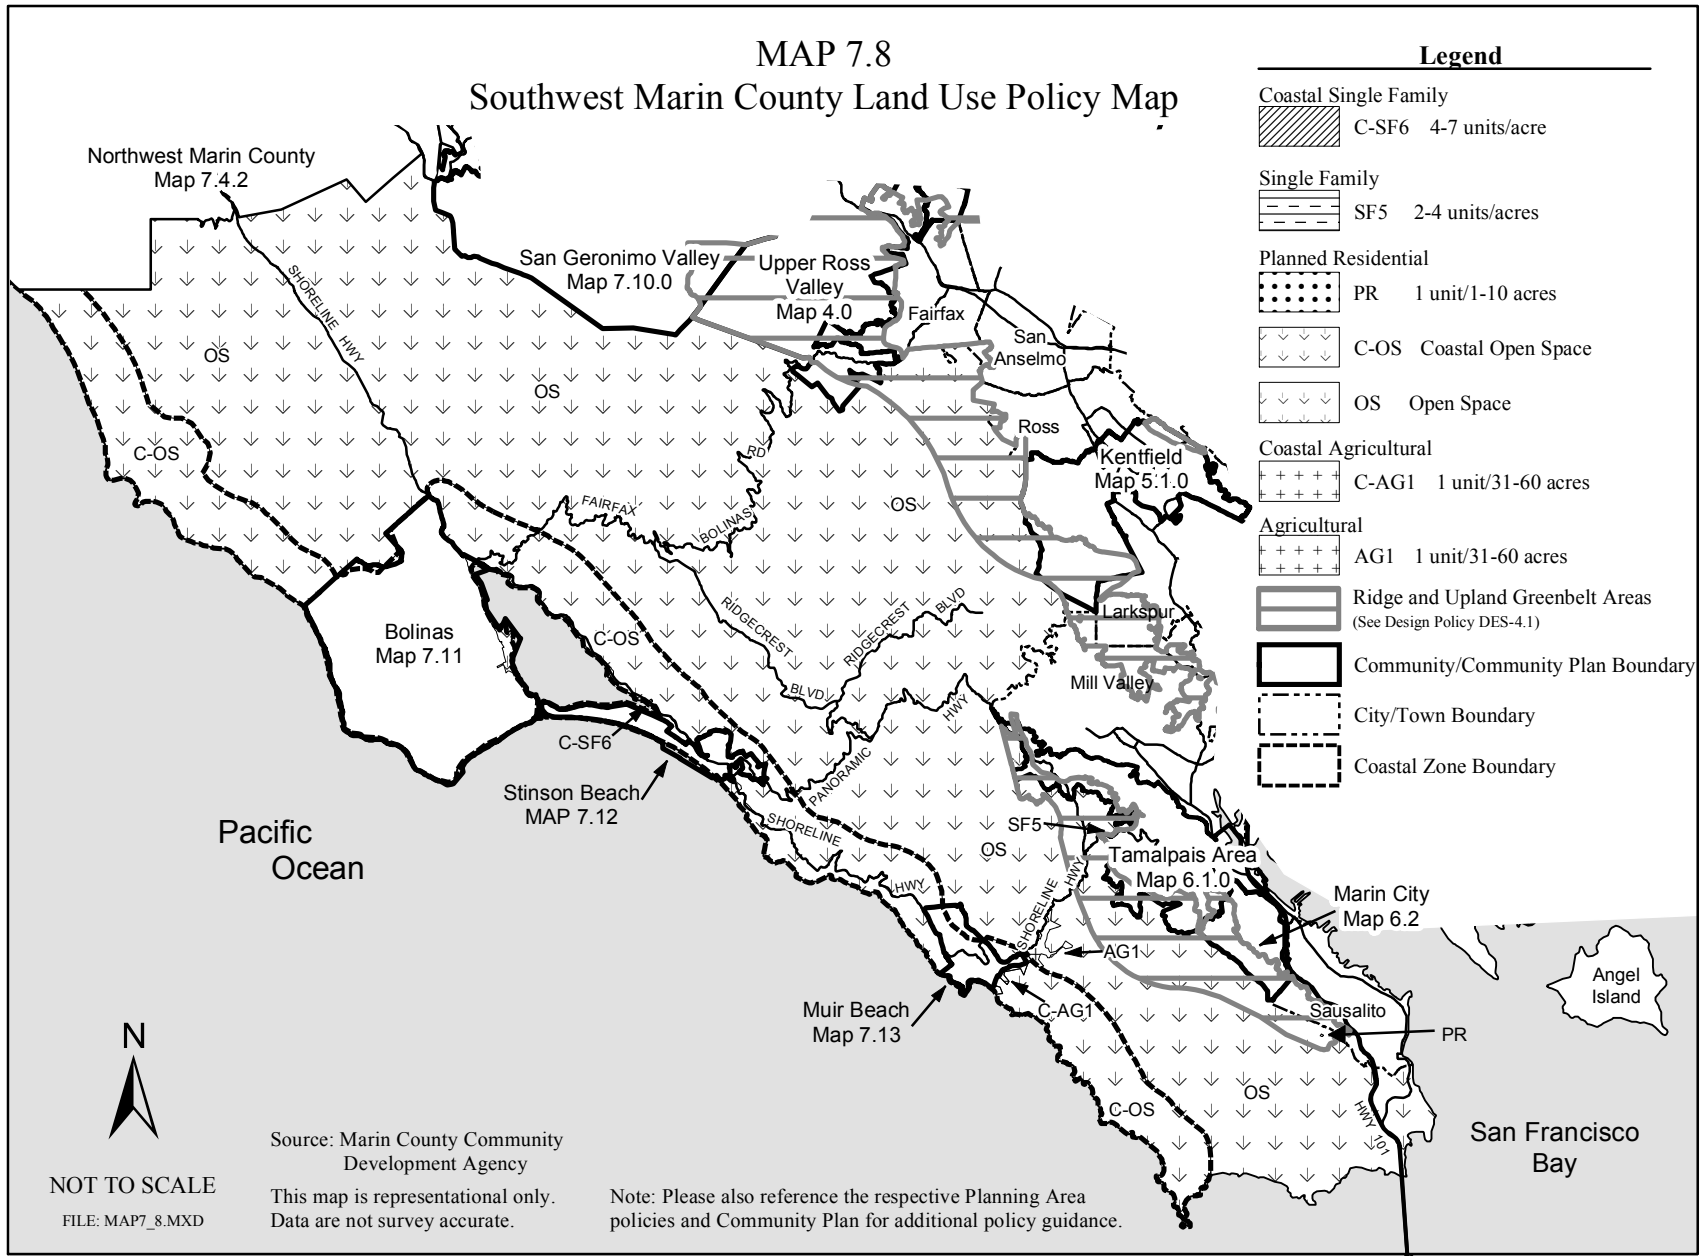 MAP 7.8
Southwest Marin County Land Use Policy Map
Legend
Coastal Single Family
C-SF6 4-7 units/acre
Single Family
SF5 2-4 units/acres
Planned Residential
PR 1 unit/1-10 acres
C-OS Coastal Open Space
OS Open Space
Coastal Agricultural
C-AG1 1 unit/31-60 acres
Agricultural
AG1 1 unit/31-60 acres
Ridge and Upland Greenbelt Areas
(See Design Policy DES-4.1)
Community/Community Plan Boundary
City/Town Boundary
Coastal Zone Boundary
Northwest Marin County
Map 7.4.2
San Geronimo Valley
Map 7.10.0
Upper Ross
Valley
Map 4.0
Fairfax
San
Anselmo
Ross
Kentfield
Map 5.1.0
SHORELINE HWY
OS
OS
C-OS
OS
RD
FAIRFAX
BOLINAS
Larkspur
Mill Valley
Bolinas
Map 7.11
C-OS
RIDGECREST
BLVD
RIDGECREST
BLVD
HWY
PANORAMIC
C-SF6
Stinson Beach
MAP 7.12
SHORELINE
HWY
SF5
OS
Tamalpais Area
Map 6.1.0
SHORELINE
HWY
Marin City
Map 6.2
AG1
C-AG1
Muir Beach
Map 7.13
Sausalito
PR
Angel
Island
OS
C-OS
HWY 101
Pacific
Ocean
San Francisco
Bay
N
NOT TO SCALE
FILE: MAP7_8.MXD
Source: Marin County Community
Development Agency
This map is representational only.
Data are not survey accurate.
Note: Please also reference the respective Planning Area
policies and Community Plan for additional policy guidance.